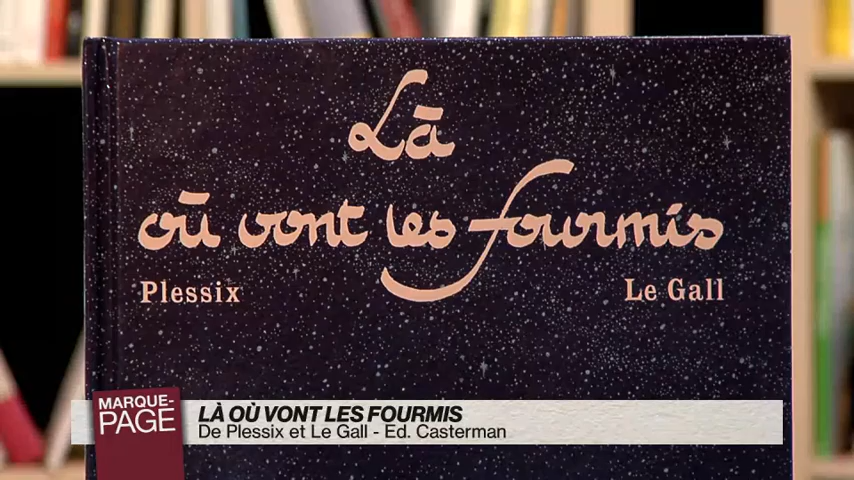 Là
où vont les fourmis
Plessix
Le Gall
MARQUE-
PAGE
LÀ OÙ VONT LES FOURMIS
De Plessix et Le Gall - Ed. Casterman